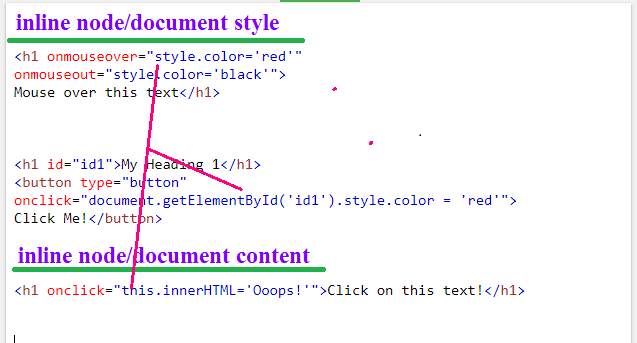 inline node/document style
<h1 onmouseover="style.color='red'"
onmouseout="style.color='black'">
Mouse over this text</h1>
<h1 id="id1">My Heading 1</h1>
<button type="button"
onclick="document.getElementById('id1').style.color = 'red'">
Click Me!</button>
inline node/document content
<h1 onclick="this.innerHTML='Ooops!'">Click on this text!</h1>